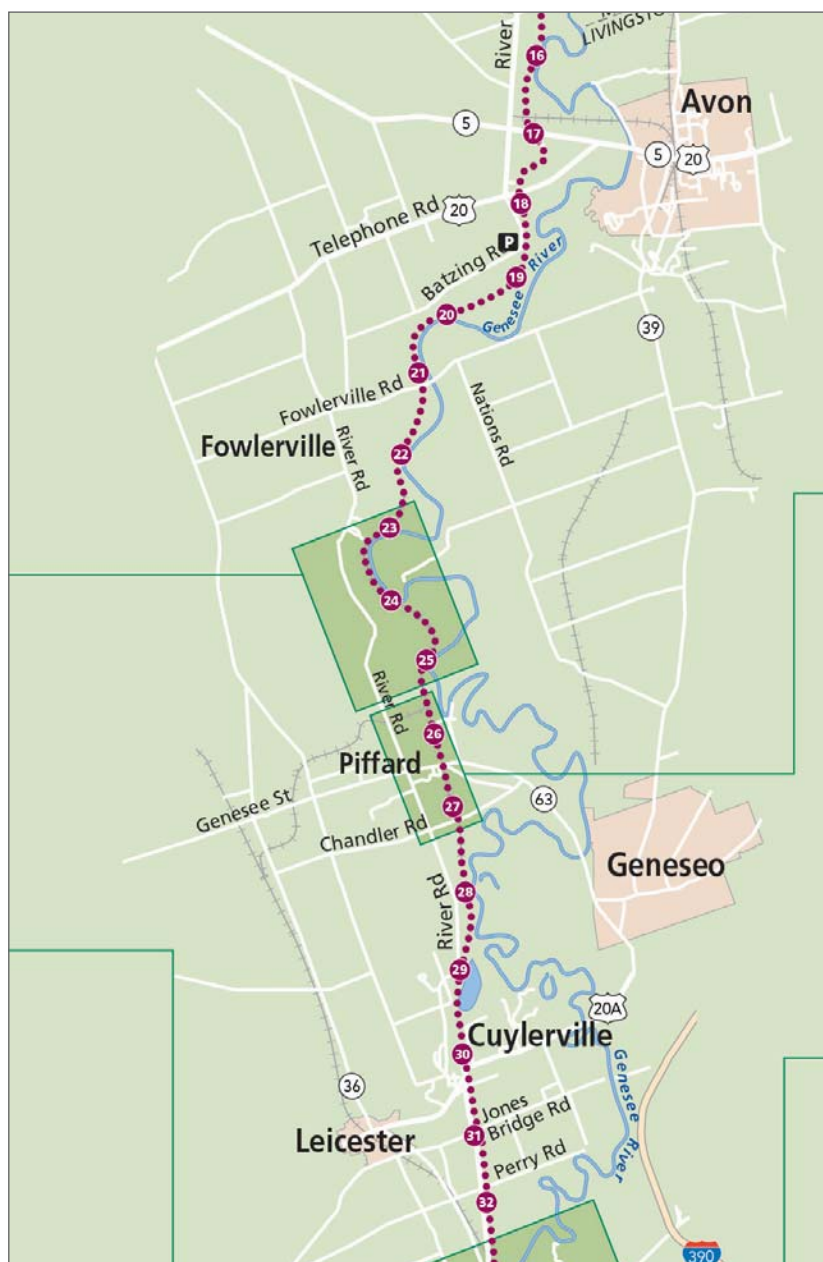 River
LIVINGSTO
16
Avon
5
17
5
20
18
Telephone Rd
20
P
Batzing R
19
Genesee River
20
39
21
Fowlerville Rd
Nations Rd
Fowlerville
22
River Rd
23
24
25
River Rd
26
Piffard
27
63
Genesee St
Chandler Rd
Geneseo
28
River Rd
29
20A
Cuylerville
30
Genesee River
36
Jones
Bridge Rd
31
Leicester
Perry Rd
32
390